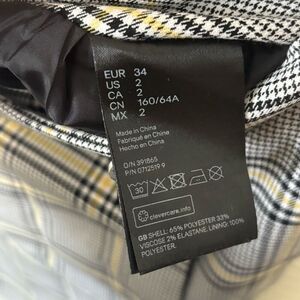 EUR 34
US 2
CA 2
CN 160/64A
MX 2
Made in China
Fabriqué en Chine
Hecho en China
O/N 391865
P/N 0712519 9
30
clevercare.info
GB:SHELL: 65% POLYESTER 33%
VISCOSE 2% ELASTANE. LINING: 100%
POLYESTER